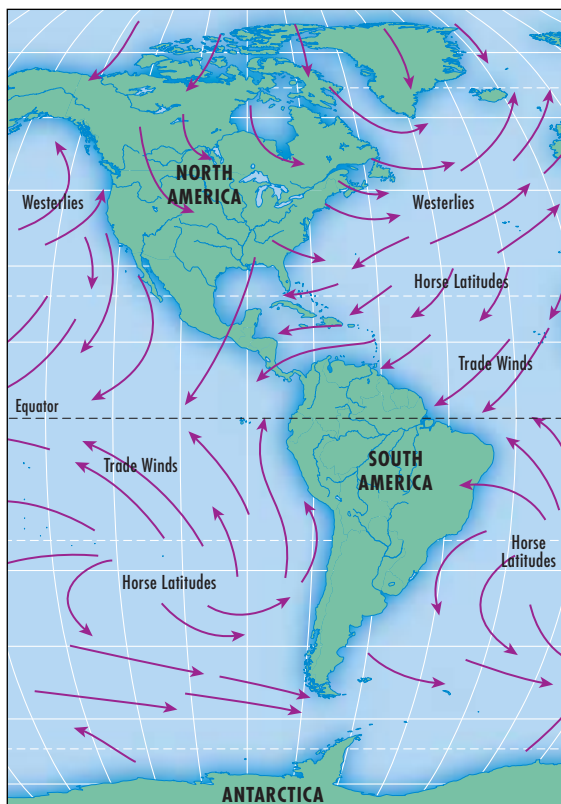 NORTH
AMERICA
Westerlies
Westerlies
Horse Latitudes
Trade Winds
Equator
Trade Winds
SOUTH
AMERICA
Horse
Latitudes
Horse Latitudes
ANTARCTICA